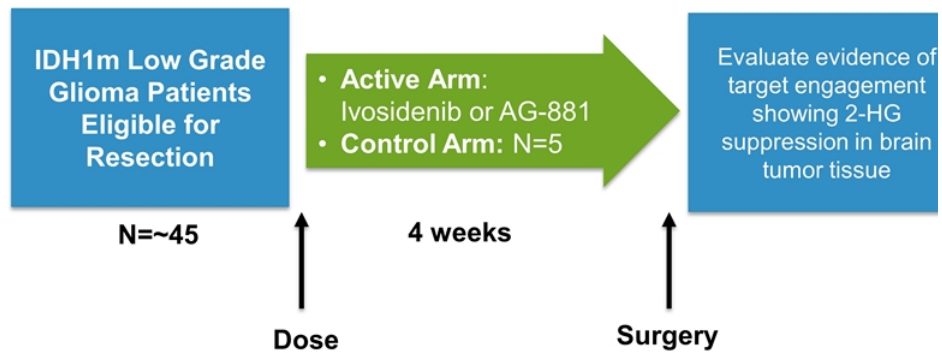 IDH1m Low Grade
Glioma Patients
Eligible for
Resection
• Active Arm:
Ivosidenib or AG-881
• Control Arm: N=5
Evaluate evidence of
target engagement
showing 2-HG
suppression in brain
tumor tissue
N=~45
4 weeks
Dose
Surgery